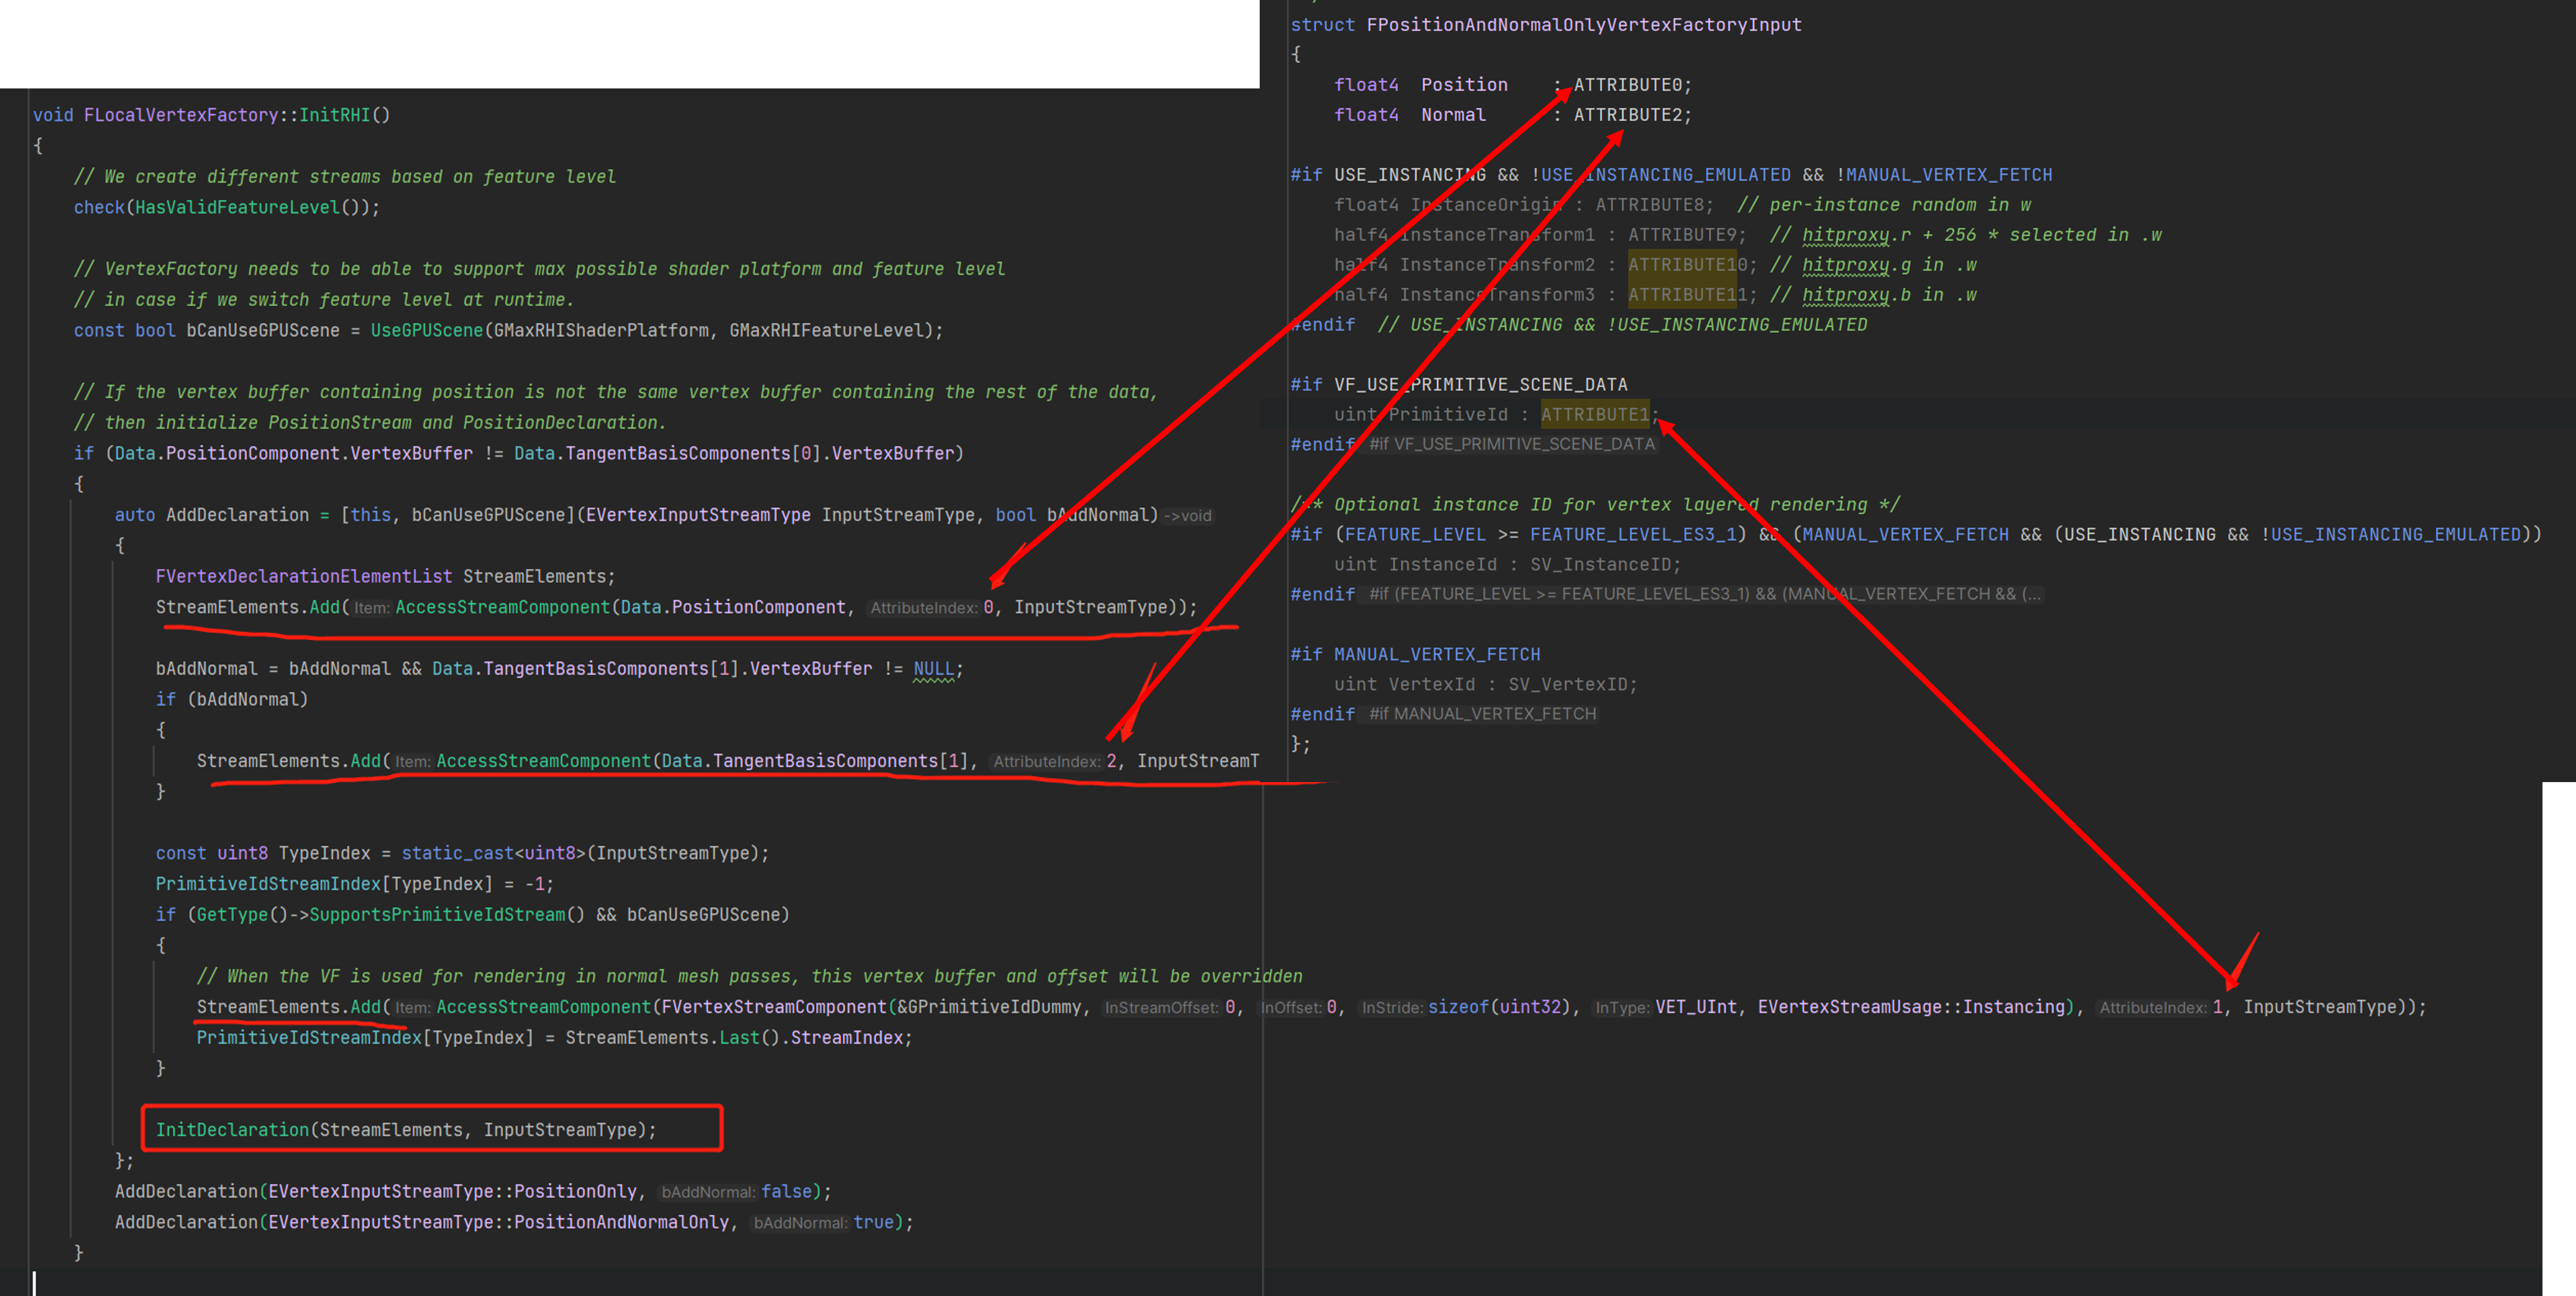 void FLocalVertexFactory::InitRHI()
{
// We create different streams based on feature level
check(HasValidFeatureLevel());
// VertexFactory needs to be able to support max possible shader platform and feature level
// in case if we switch feature level at runtime.
const bool bCanUseGPUScene = UseGPUScene(GMaxRHIShaderPlatform, GMaxRHIFeatureLevel);
// If the vertex buffer containing position is not the same vertex buffer containing the rest of the data,
// then initialize PositionStream and PositionDeclaration.
if (Data.PositionComponent.VertexBuffer != Data.TangentBasisComponents[0].VertexBuffer)
{
auto AddDeclaration = [this, bCanUseGPUScene](EVertexInputStreamType InputStreamType, bool bAddNormal)->void
{
FVertexDeclarationElementList StreamElements;
StreamElements.Add(Item:AccessStreamComponent(Data.PositionComponent, AttributeIndex:0, InputStreamType));
bAddNormal = bAddNormal && Data.TangentBasisComponents[1].VertexBuffer != NULL;
if (bAddNormal)
{
StreamElements.Add(Item:AccessStreamComponent(Data.TangentBasisComponents[1], AttributeIndex:2, InputStreamT
}
const uint8 TypeIndex = static_cast<uint8>(InputStreamType);
PrimitiveIdStreamIndex[TypeIndex] = -1;
if (GetType()->SupportsPrimitiveIdStream() && bCanUseGPUScene)
{
// When the VF is used for rendering in normal mesh passes, this vertex buffer and offset will be overridden
StreamElements.Add(Item:AccessStreamComponent(FVertexStreamComponent(&GPrimitiveIdDummy, InStreamOffset:0, InOffset:0, InStride:sizeof(uint32), InType:VET_UInt, EVertexStreamUsage::Instancing), AttributeIndex:1, InputStreamType));
PrimitiveIdStreamIndex[TypeIndex] = StreamElements.Last().StreamIndex;
}
InitDeclaration(StreamElements, InputStreamType);
};
AddDeclaration(EVertexInputStreamType::PositionOnly, bAddNormal:false);
AddDeclaration(EVertexInputStreamType::PositionAndNormalOnly, bAddNormal:true);
}
struct FPositionAndNormalOnlyVertexFactoryInput
{
float4 Position : ATTRIBUTE0;
float4 Normal : ATTRIBUTE2;
#if USE_INSTANCING && !USE_INSTANCING_EMULATED && !MANUAL_VERTEX_FETCH
float4 InstanceOrigin : ATTRIBUTE8; // per-instance random in w
half4 InstanceTransform1 : ATTRIBUTE9; // hitproxy.r + 256 * selected in .w
half4 InstanceTransform2 : ATTRIBUTE10; // hitproxy.g in .w
half4 InstanceTransform3 : ATTRIBUTE11; // hitproxy.b in .w
#endif // USE_INSTANCING && !USE_INSTANCING_EMULATED
#if VF_USE_PRIMITIVE_SCENE_DATA
uint PrimitiveId : ATTRIBUTE1;
#endif #if VF_USE_PRIMITIVE_SCENE_DATA
/** Optional instance ID for vertex layered rendering */
#if (FEATURE_LEVEL >= FEATURE_LEVEL_ES3_1) && (MANUAL_VERTEX_FETCH && (USE_INSTANCING && !USE_INSTANCING_EMULATED))
uint InstanceId : SV_InstanceID;
#endif #if (FEATURE_LEVEL >= FEATURE_LEVEL_ES3_1) && (MANUAL_VERTEX_FETCH && (...
#if MANUAL_VERTEX_FETCH
uint VertexId : SV_VertexID;
#endif #if MANUAL_VERTEX_FETCH
};